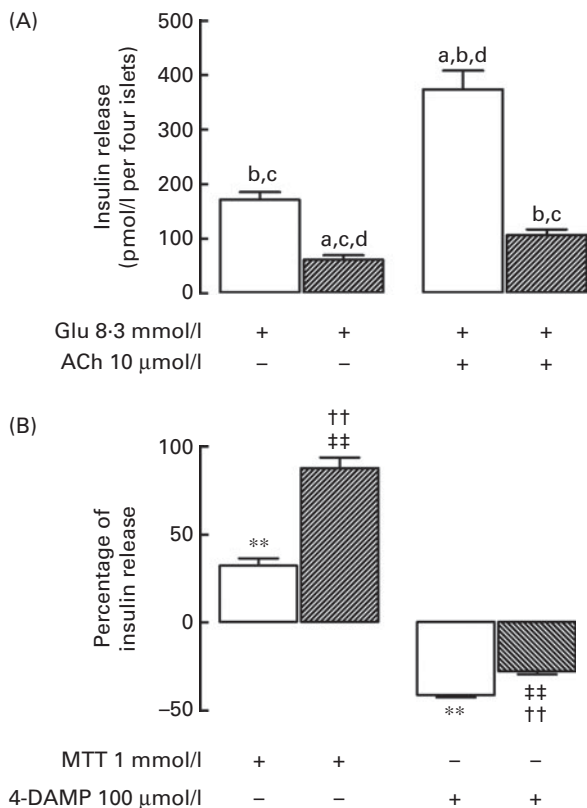 (A)
Insulin release
(pmol/l per four islets)
500
400
300
200
100
0
b,c
a,c,d
a,b,d
b,c
Glu 8·3 mmol/l + + + +
ACh 10 μmol/l – – + +
(B)
Percentage of
insulin release
100
50
0
–50
**
††
‡‡
**
‡‡
††
MTT 1 mmol/l + + – –
4-DAMP 100 μmol/l – – + +